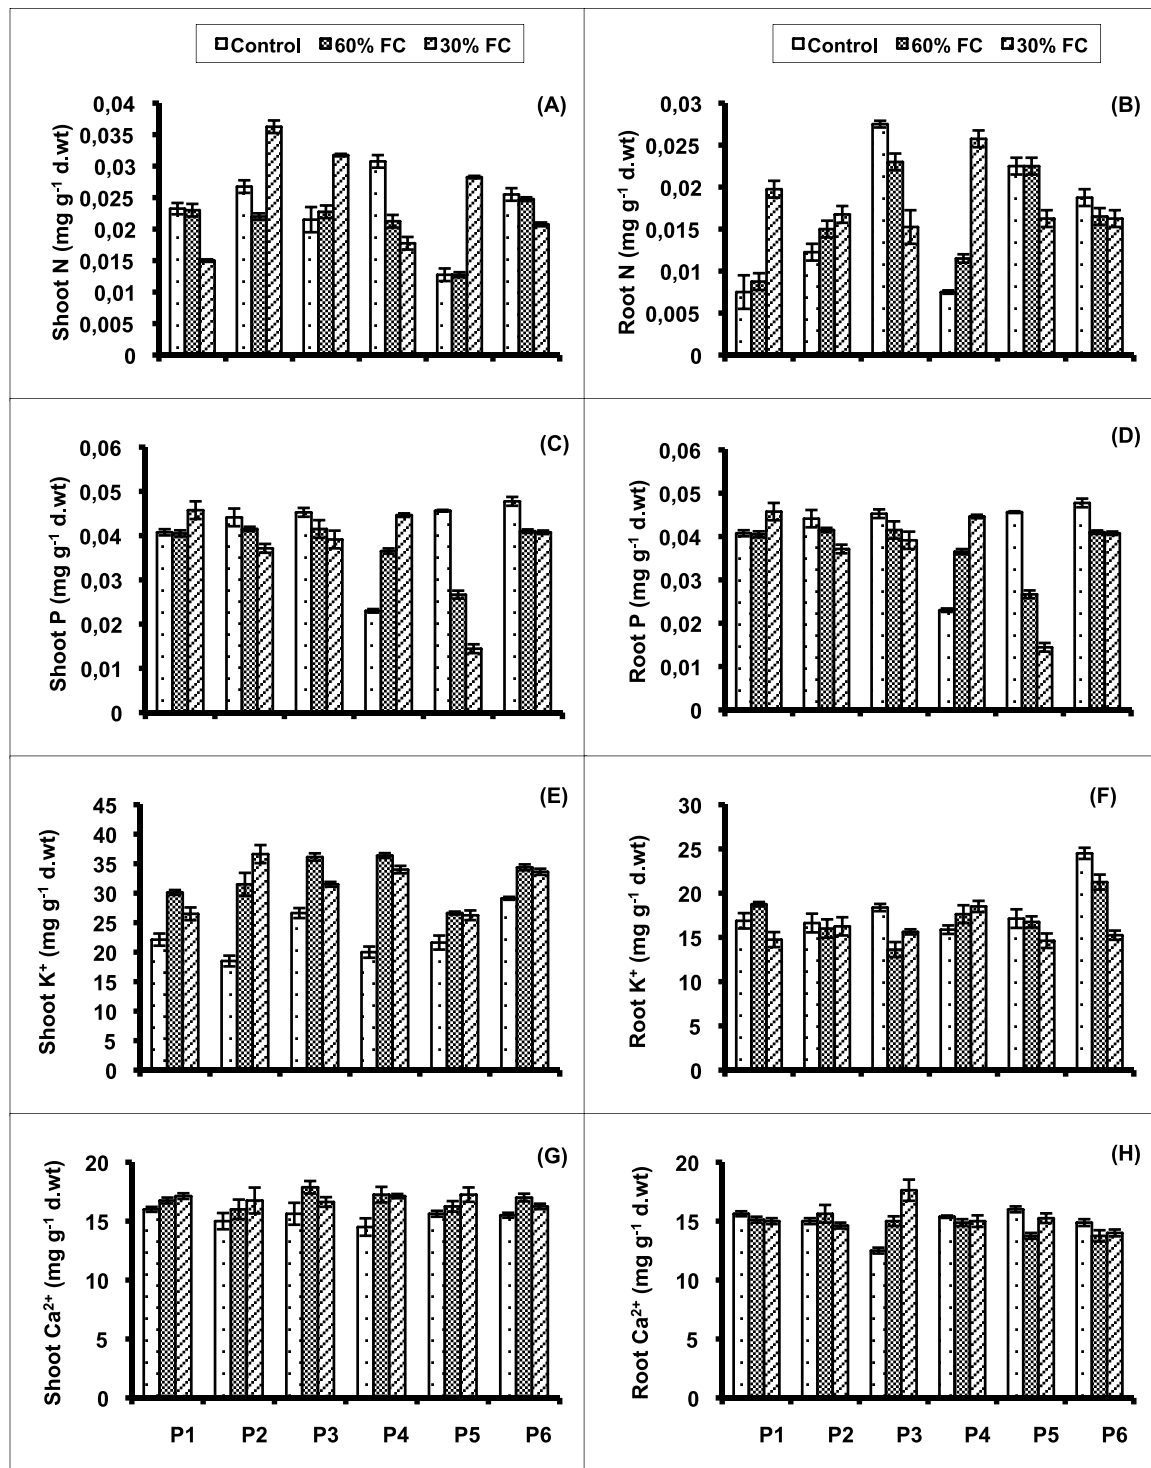 Control 60% FC 30% FC
(A)
Shoot N (mg g⁻¹ d.wt)
0,04
0,035
0,03
0,025
0,02
0,015
0,01
0,005
0
Control 60% FC 30% FC
(B)
Root N (mg g⁻¹ d.wt)
0,03
0,025
0,02
0,015
0,01
0,005
0
(C)
Shoot P (mg g⁻¹ d.wt)
0,06
0,05
0,04
0,03
0,02
0,01
0
(D)
Root P (mg g⁻¹ d.wt)
0,06
0,05
0,04
0,03
0,02
0,01
0
(E)
Shoot K⁺ (mg g⁻¹ d.wt)
45
40
35
30
25
20
15
10
5
0
(F)
Root K⁺ (mg g⁻¹ d.wt)
30
25
20
15
10
5
0
(G)
Shoot Ca²⁺ (mg g⁻¹ d.wt)
20
15
10
5
0
P1 P2 P3 P4 P5 P6
(H)
Root Ca²⁺ (mg g⁻¹ d.wt)
20
15
10
5
0
P1 P2 P3 P4 P5 P6